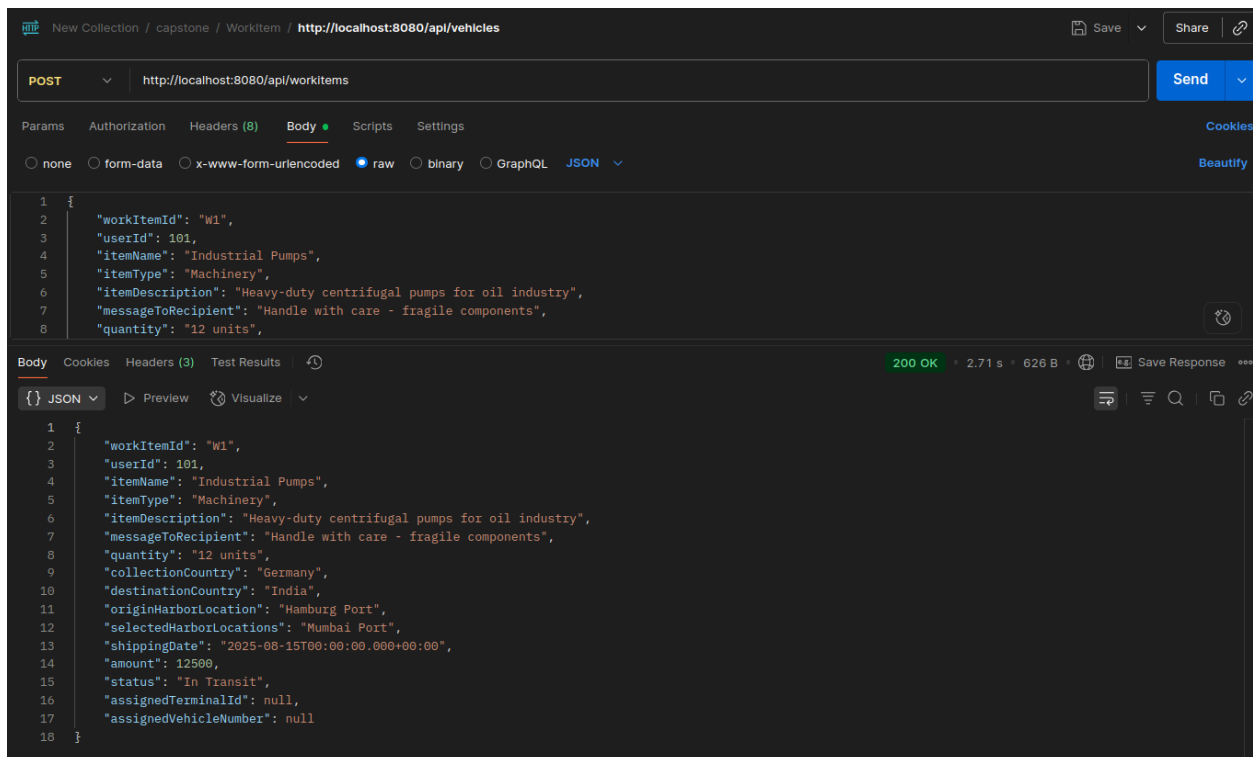 HTTP New Collection / capstone / WorkItem / http://localhost:8080/api/vehicles Save Share
POST http://localhost:8080/api/workitems Send
Params Authorization Headers (8) Body Scripts Settings Cookies
none form-data x-www-form-urlencoded raw binary GraphQL JSON Beautify
1 {
2 "workItemId": "W1",
3 "userId": 101,
4 "itemName": "Industrial Pumps",
5 "itemType": "Machinery",
6 "itemDescription": "Heavy-duty centrifugal pumps for oil industry",
7 "messageToRecipient": "Handle with care - fragile components",
8 "quantity": "12 units",
Body Cookies Headers (3) Test Results 200 OK 2.71 s 626 B e.g. Save Response
{} JSON Preview Visualize
1 {
2 "workItemId": "W1",
3 "userId": 101,
4 "itemName": "Industrial Pumps",
5 "itemType": "Machinery",
6 "itemDescription": "Heavy-duty centrifugal pumps for oil industry",
7 "messageToRecipient": "Handle with care - fragile components",
8 "quantity": "12 units",
9 "collectionCountry": "Germany",
10 "destinationCountry": "India",
11 "originHarborLocation": "Hamburg Port",
12 "selectedHarborLocations": "Mumbai Port",
13 "shippingDate": "2025-08-15T00:00:00.000+00:00",
14 "amount": 12500,
15 "status": "In Transit",
16 "assignedTerminalId": null,
17 "assignedVehicleNumber": null
18 }